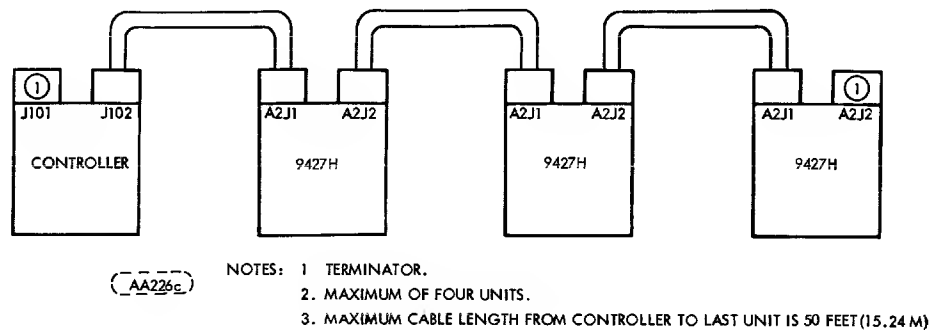 1 1
J101 J102 A2J1 A2J2 A2J1 A2J2 A2J1 A2J2
CONTROLLER 9427H 9427H 9427H
AA226c
NOTES: 1 TERMINATOR.
2. MAXIMUM OF FOUR UNITS.
3. MAXIMUM CABLE LENGTH FROM CONTROLLER TO LAST UNIT IS 50 FEET (15.24 M)